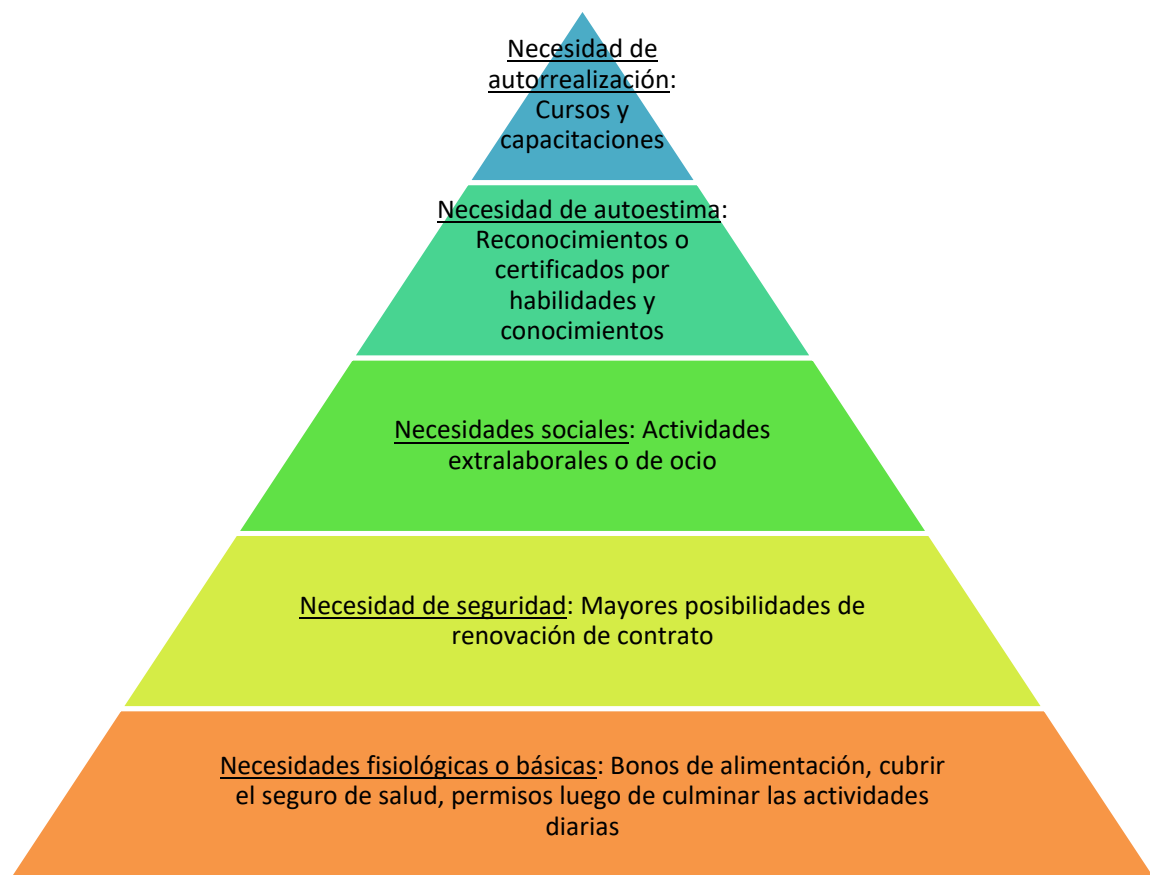 Necesidad de
autorrealización:
Cursos y
capacitaciones
Necesidad de autoestima:
Reconocimientos o
certificados por
habilidades y
conocimientos
Necesidades sociales: Actividades
extralaborales o de ocio
Necesidad de seguridad: Mayores posibilidades de
renovación de contrato
Necesidades fisiológicas o básicas: Bonos de alimentación, cubrir
el seguro de salud, permisos luego de culminar las actividades
diarias